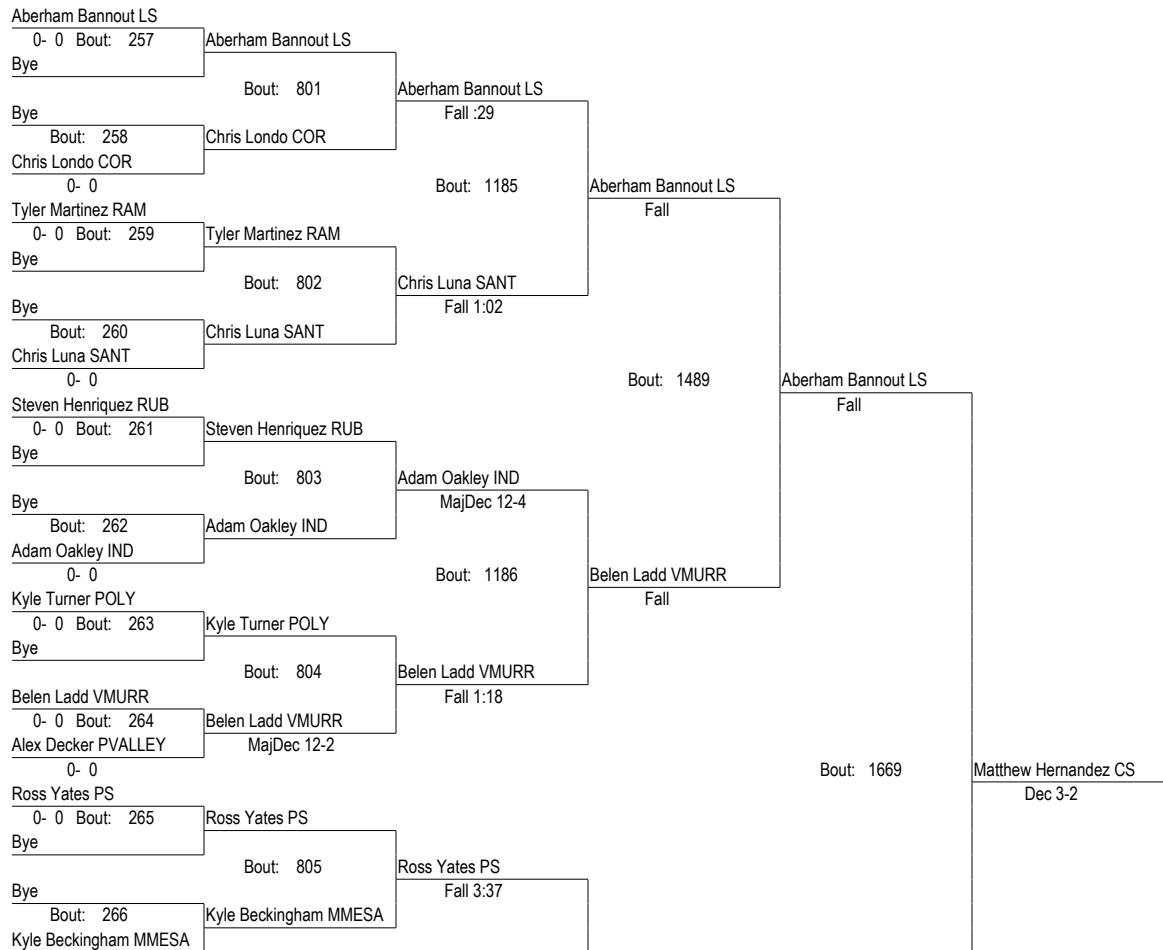 Aberham Bannout LS
0- 0 Bout: 257
Aberham Bannout LS
Bye
Bout: 801
Aberham Bannout LS
Bye
Fall :29
Bout: 258
Chris Londo COR
Chris Londo COR
0- 0
Bout: 1185
Aberham Bannout LS
Tyler Martinez RAM
Fall
0- 0 Bout: 259
Tyler Martinez RAM
Bye
Bout: 802
Chris Luna SANT
Bye
Fall 1:02
Bout: 260
Chris Luna SANT
Chris Luna SANT
0- 0
Bout: 1489
Aberham Bannout LS
Steven Henriquez RUB
Fall
0- 0 Bout: 261
Steven Henriquez RUB
Bye
Bout: 803
Adam Oakley IND
Bye
MajDec 12-4
Bout: 262
Adam Oakley IND
Adam Oakley IND
0- 0
Bout: 1186
Belen Ladd VMURR
Kyle Turner POLY
Fall
0- 0 Bout: 263
Kyle Turner POLY
Bye
Bout: 804
Belen Ladd VMURR
Belen Ladd VMURR
Fall 1:18
0- 0 Bout: 264
Belen Ladd VMURR
Alex Decker PVALLEY
MajDec 12-2
0- 0
Bout: 1669
Matthew Hernandez CS
Ross Yates PS
Dec 3-2
0- 0 Bout: 265
Ross Yates PS
Bye
Bout: 805
Ross Yates PS
Bye
Fall 3:37
Bout: 266
Kyle Beckingham MMESA
Kyle Beckingham MMESA